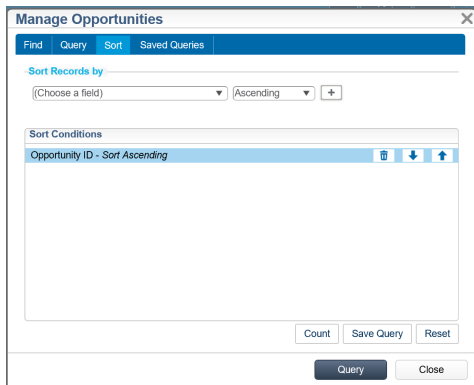 Manage Opportunities
Find Query Sort Saved Queries
Sort Records by
(Choose a field) Ascending +
Sort Conditions
Opportunity ID - Sort Ascending
Count Save Query Reset
Query Close